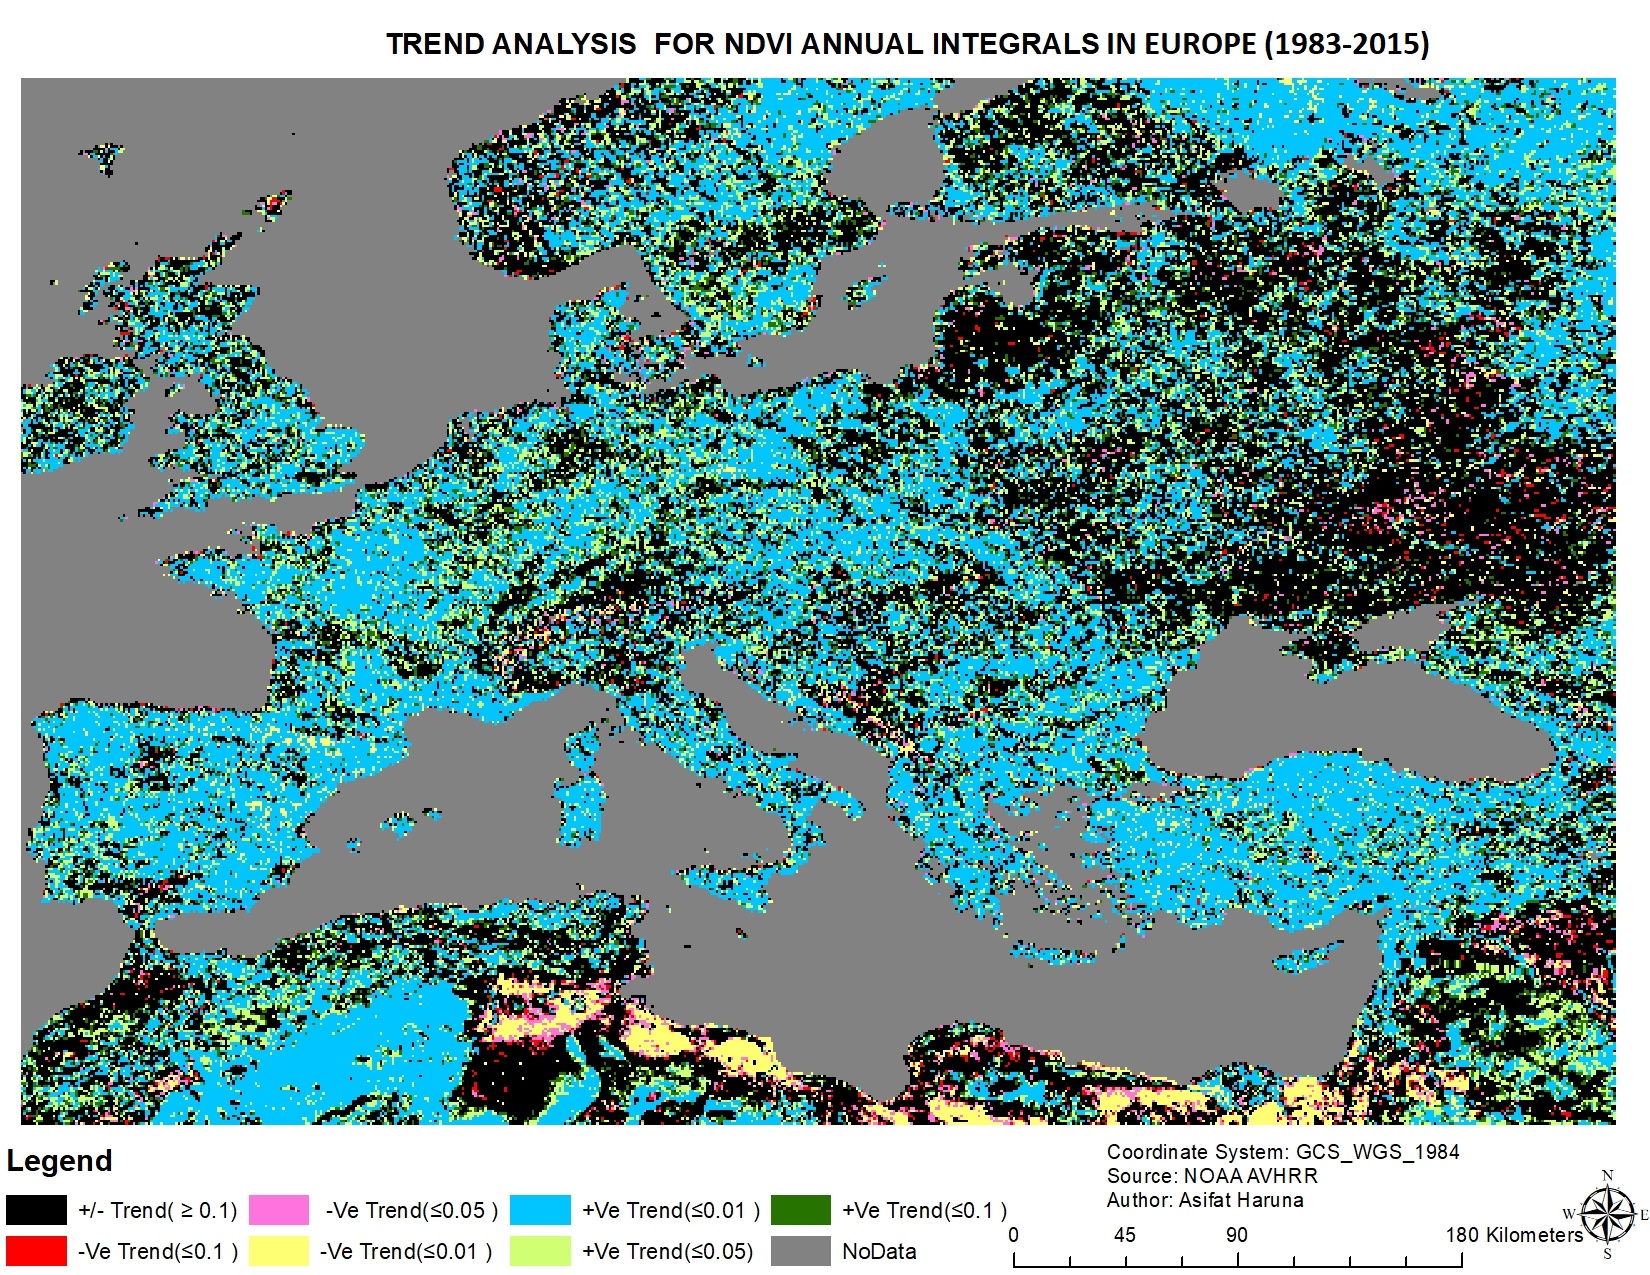 TREND ANALYSIS FOR NDVI ANNUAL INTEGRALS IN EUROPE (1983-2015)
Legend
+/- Trend( ≥ 0.1)
-Ve Trend(≤0.05 )
+Ve Trend(≤0.01 )
+Ve Trend(≤0.1 )
-Ve Trend(≤0.1 )
-Ve Trend(≤0.01 )
+Ve Trend(≤0.05)
NoData
Coordinate System: GCS_WGS_1984
Source: NOAA AVHRR
Author: Asifat Haruna
0 45 90 180 Kilometers
N
W E
S